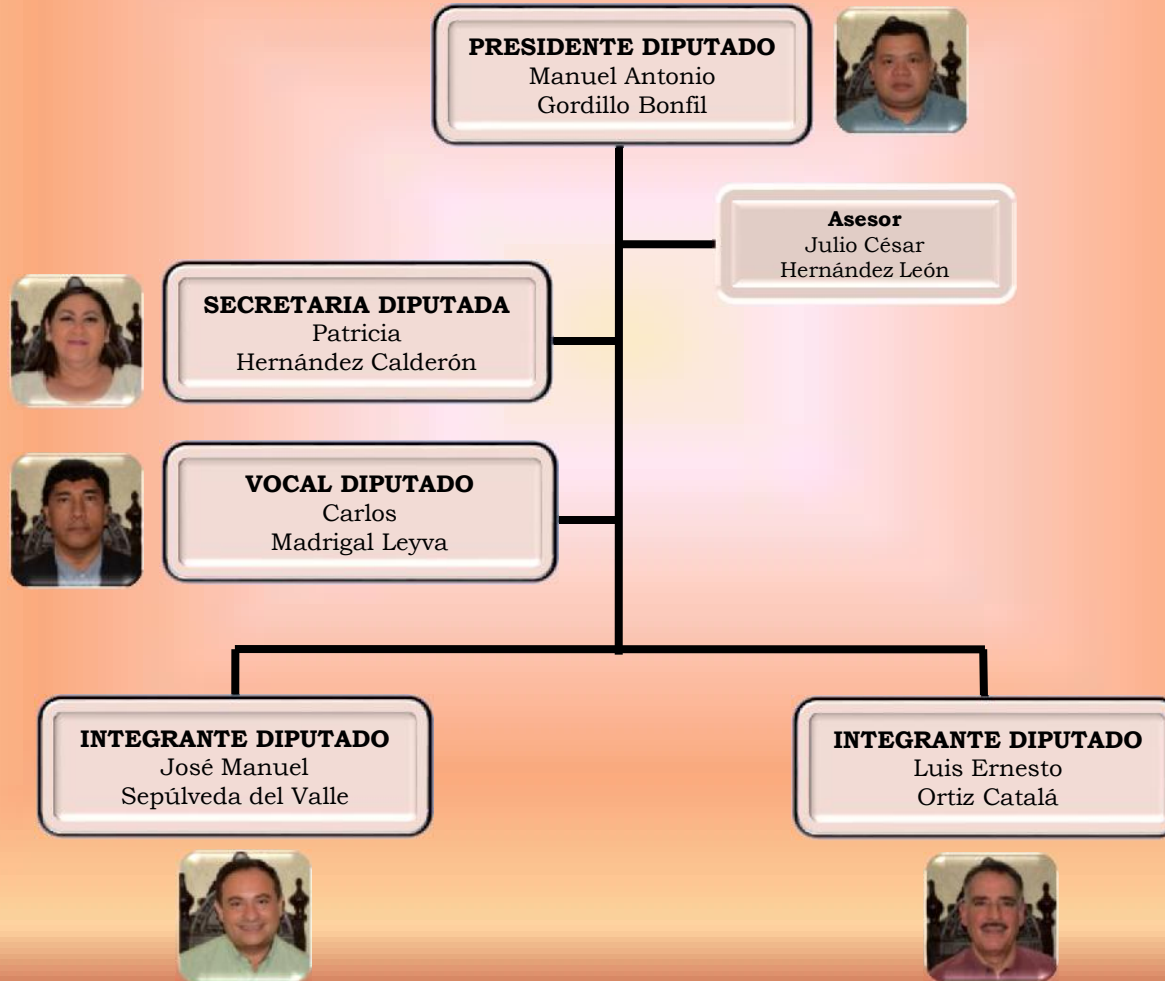 PRESIDENTE DIPUTADO
Manuel Antonio
Gordillo Bonfil
Asesor
Julio César
Hernández León
SECRETARIA DIPUTADA
Patricia
Hernández Calderón
VOCAL DIPUTADO
Carlos
Madrigal Leyva
INTEGRANTE DIPUTADO
José Manuel
Sepúlveda del Valle
INTEGRANTE DIPUTADO
Luis Ernesto
Ortiz Catalá